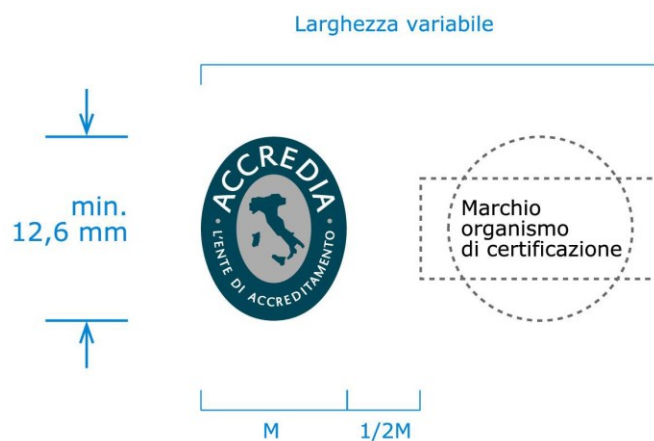 Larghezza variabile
min.
12,6 mm
ACCREDIA
• L'ENTE DI ACCREDITAMENTO •
Marchio
organismo
di certificazione
M
1/2M